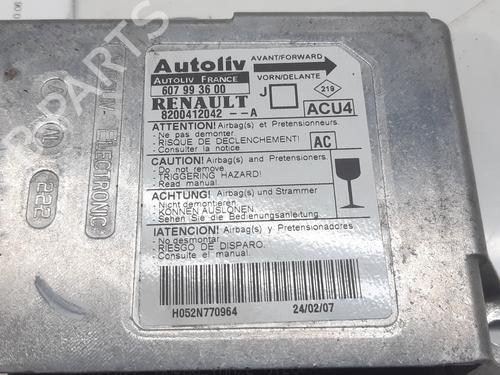 Autoliv
AUTOLIV FRANCE
607 99 36 00
RENAULT
8200412042 --A
AVANT/FORWARD
VORN/DELANTE
J
219
ACU4
ATTENTION! Airbag(s) et Pretensionneurs.
- Ne pas demonter.
- RISQUE DE DECLENCHEMENT!
- Consulter la notice
AC
CAUTION! Airbag(s) and Pretensioners.
- Do not remove
- TRIGGERING HAZARD!
- Read manual.
ACHTUNG! Airbag(s) und Strammer
- Nicht demontieren.
- KÖNNEN AUSLÖSEN.
- Sehen Sie die Bedienungsanleitung
!ATENCION! Airbag(s) y Pretensionadores
- No desmontar.
- RIESGO DE DISPARO.
- Consulte el manual.
H052N770964
24/02/07
ELECTRONIC
222
PARTS